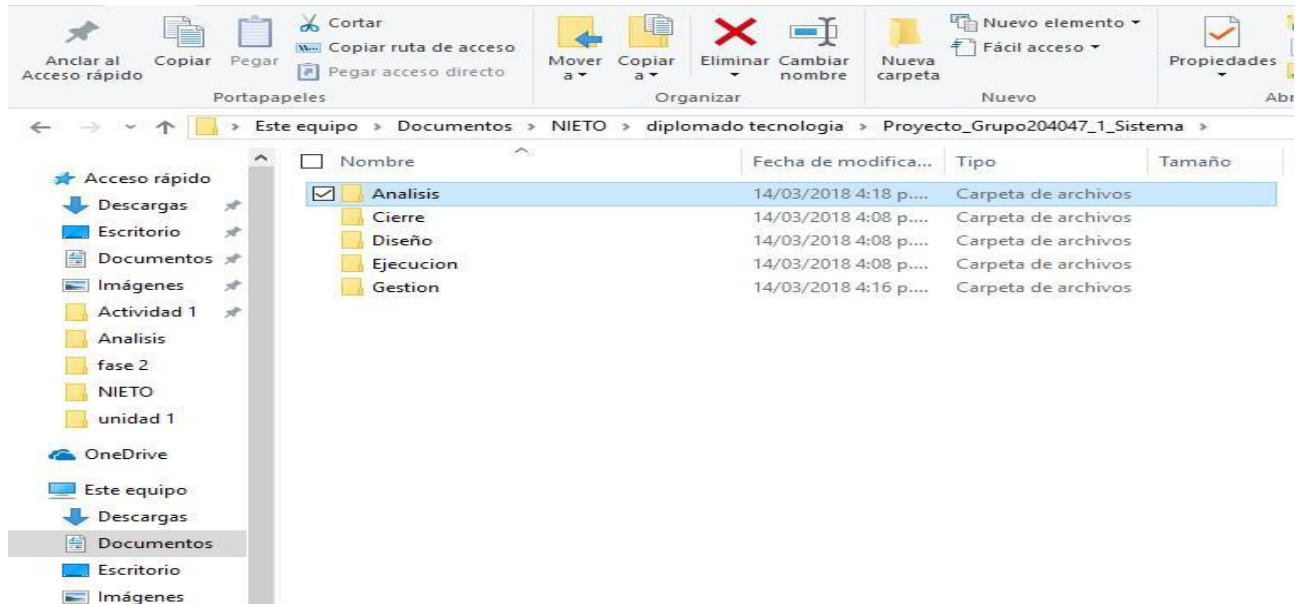 Anclar al Acceso rápido
Copiar
Pegar
Cortar
Copiar ruta de acceso
Pegar acceso directo
Portapapeles
Mover a
Copiar a
Eliminar
Cambiar nombre
Organizar
Nueva carpeta
Nuevo elemento
Fácil acceso
Nuevo
Propiedades
Abr
Este equipo > Documentos > NIETO > diplomado tecnologia > Proyecto_Grupo204047_1_Sistema >
Nombre Fecha de modifica... Tipo Tamaño
Analisis 14/03/2018 4:18 p.... Carpeta de archivos
Cierre 14/03/2018 4:08 p.... Carpeta de archivos
Diseño 14/03/2018 4:08 p.... Carpeta de archivos
Ejecucion 14/03/2018 4:08 p.... Carpeta de archivos
Gestion 14/03/2018 4:16 p.... Carpeta de archivos
Acceso rápido
Descargas
Escritorio
Documentos
Imágenes
Actividad 1
Analisis
fase 2
NIETO
unidad 1
OneDrive
Este equipo
Descargas
Documentos
Escritorio
Imágenes